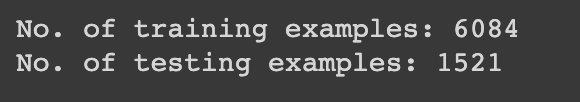 No. of training examples: 6084
No. of testing examples: 1521